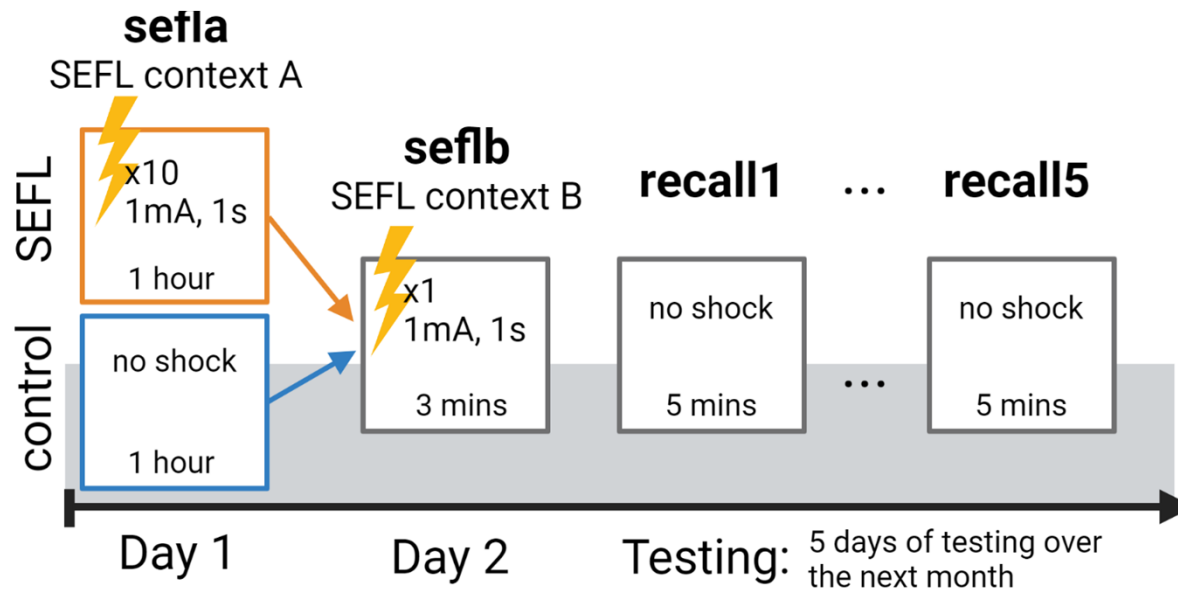 sefla
SEFL context A
SEFL
x10
1mA, 1s
1 hour
control
no shock
1 hour
seflb
SEFL context B
x1
1mA, 1s
3 mins
recall1
...
recall5
no shock
5 mins
...
no shock
5 mins
Day 1
Day 2
Testing:
5 days of testing over
the next month